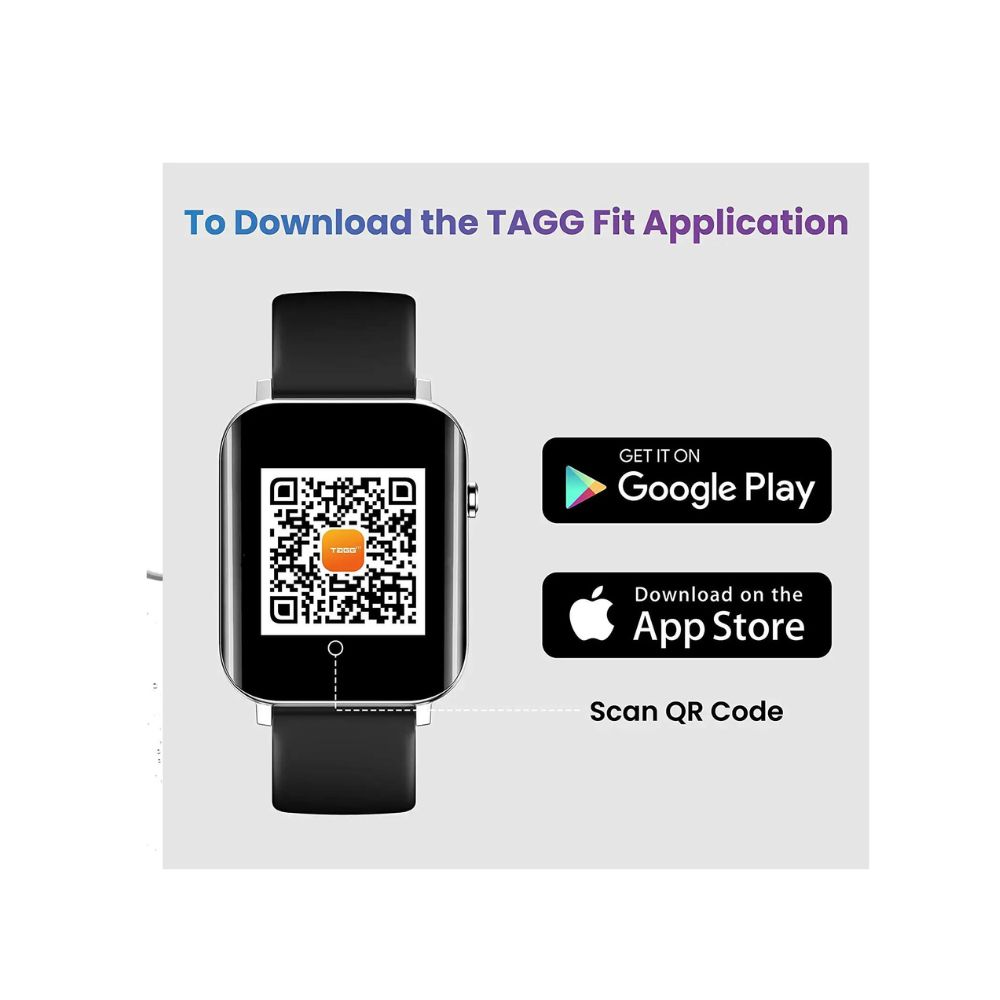 To Download the TAGG Fit Application
TAGG
GET IT ON
Google Play
Download on the
App Store
Scan QR Code